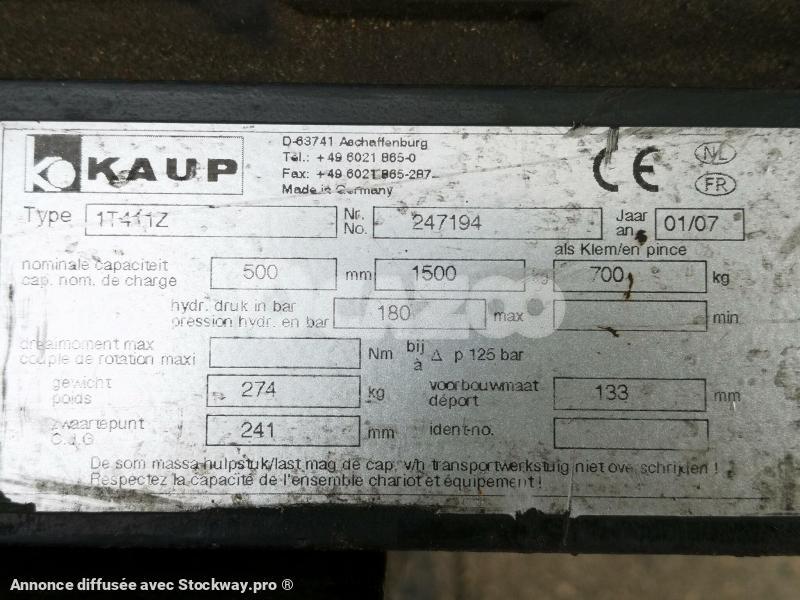 KAUP
D-63741 Aschaffenburg
Tel.: +49 6021 865-0
Fax: +49 6021 865-287
Made in Germany
CE
NL
FR
Type 1T411Z Nr. No. 247194 Jaar an. 01/07
als Klem/en pince
nominale capaciteit 500 mm 1500 kg 700 kg
cap. nom. de charge
hydr. druk in bar 180 max min
pression hydr. en bar
draaimoment max Nm bij Δ p 125 bar
couple de rotation maxi à
gewicht 274 kg voorbouwmaat 133 mm
poids déport
zwaartepunt 241 mm ident-no.
C.d.G
De som massa hulpstuk/last mag de cap. v/h transportwerkstuig niet overschrijden !
Respectez la capacité de l'ensemble chariot et équipement !
Annonce diffusée avec Stockway.pro ®